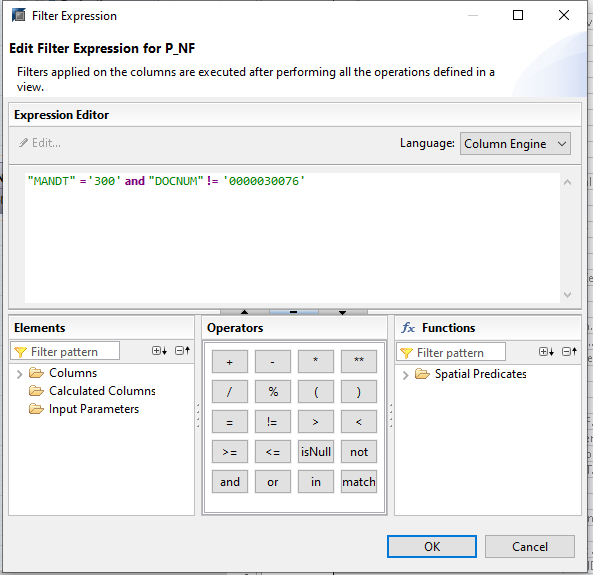 Filter Expression
Edit Filter Expression for P_NF
Filters applied on the columns are executed after performing all the operations defined in a
view.
Expression Editor
Edit...
Language: Column Engine
"MANDT" ='300' and "DOCNUM" != '0000030076'
Elements
Operators
fx Functions
Filter pattern
Filter pattern
Columns
Calculated Columns
Input Parameters
+ - * **
/ % ( )
= != > <
>= <= isNull not
and or in match
Spatial Predicates
OK
Cancel